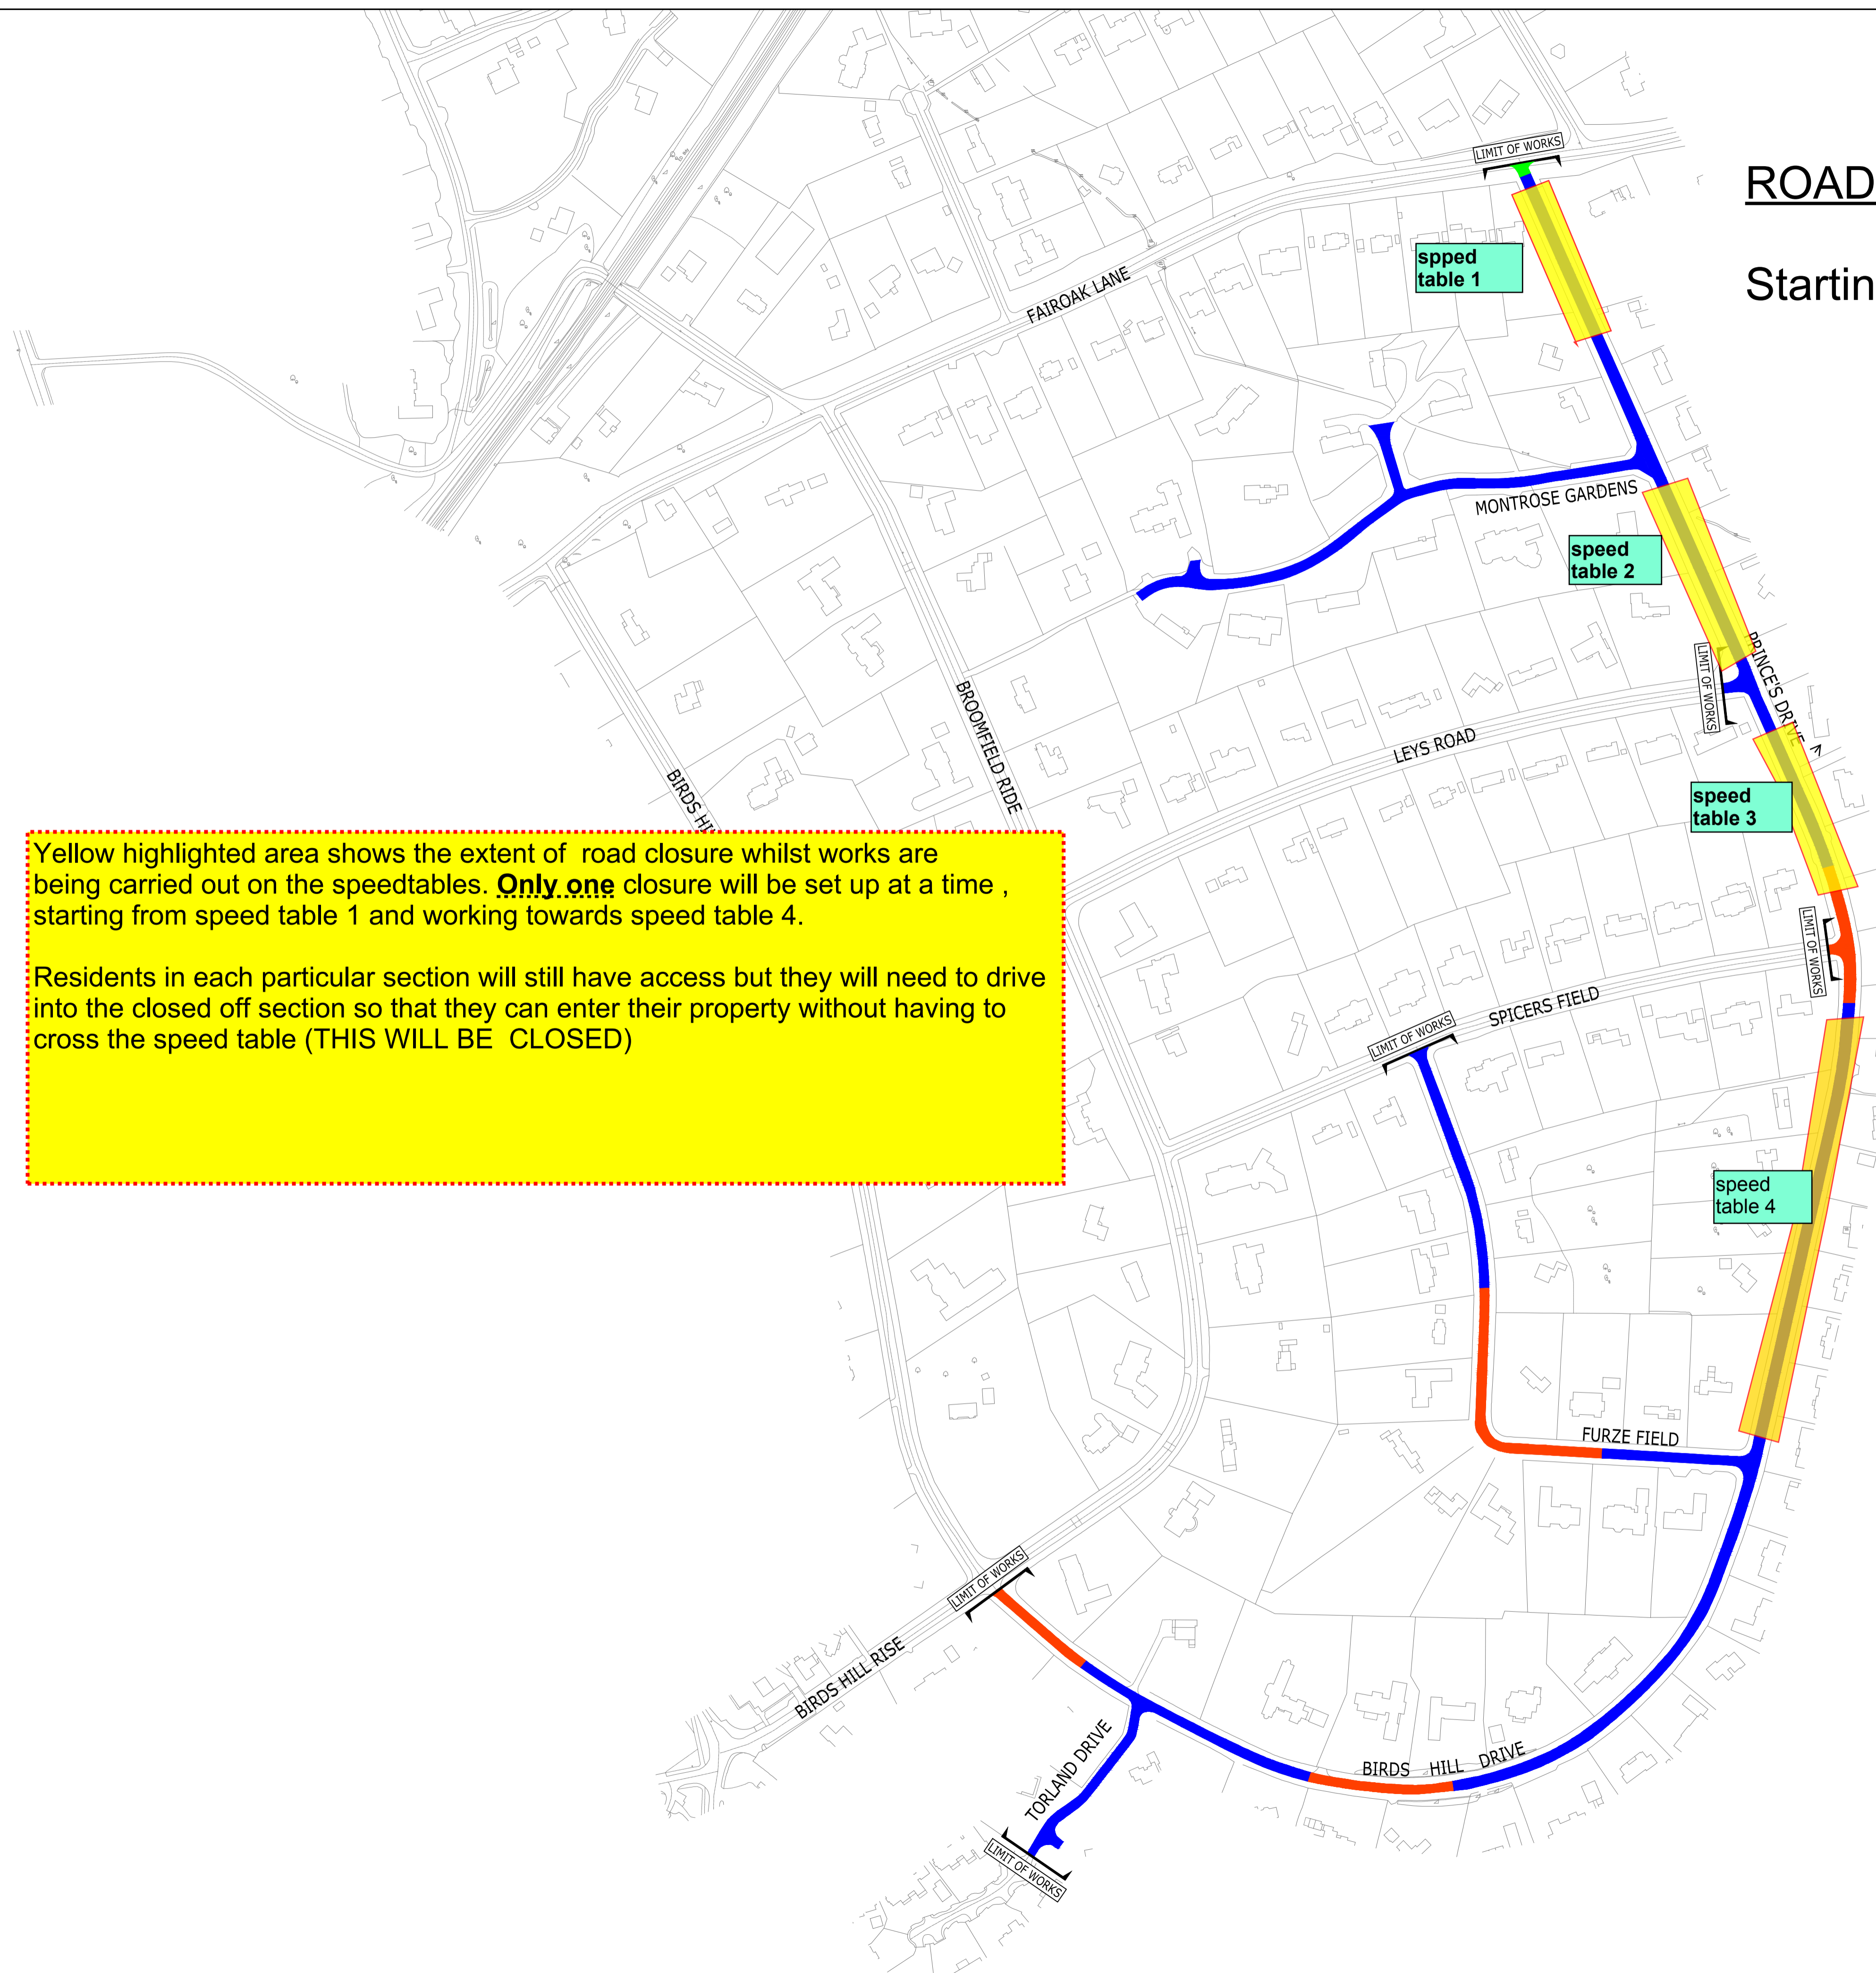 LIMIT OF WORKS
ROAD
spped
table 1
Startin
FAIROAK LANE
MONTROSE GARDENS
speed
table 2
PRINCE'S DRIVE
LIMIT OF WORKS
BROOMFIELD RIDE
LEYS ROAD
BIRDS HI
speed
table 3
Yellow highlighted area shows the extent of road closure whilst works are
being carried out on the speedtables. Only one closure will be set up at a time ,
starting from speed table 1 and working towards speed table 4.
Residents in each particular section will still have access but they will need to drive
into the closed off section so that they can enter their property without having to
cross the speed table (THIS WILL BE CLOSED)
LIMIT OF WORKS
SPICERS FIELD
LIMIT OF WORKS
speed
table 4
FURZE FIELD
LIMIT OF WORKS
BIRDS HILL RISE
TORLAND DRIVE
BIRDS HILL DRIVE
LIMIT OF WORKS